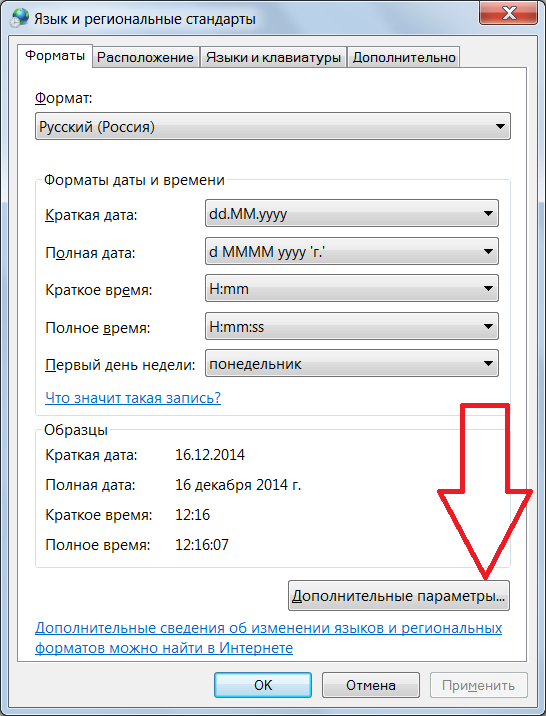 Язык и региональные стандарты
Форматы Расположение Языки и клавиатуры Дополнительно
Формат:
Русский (Россия)
Форматы даты и времени
Краткая дата: dd.MM.yyyy
Полная дата: d MMMM yyyy 'г.'
Краткое время: H:mm
Полное время: H:mm:ss
Первый день недели: понедельник
Что значит такая запись?
Образцы
Краткая дата: 16.12.2014
Полная дата: 16 декабря 2014 г.
Краткое время: 12:16
Полное время: 12:16:07
Дополнительные параметры...
Дополнительные сведения об изменении языков и региональных
форматов можно найти в Интернете
ОК Отмена Применить